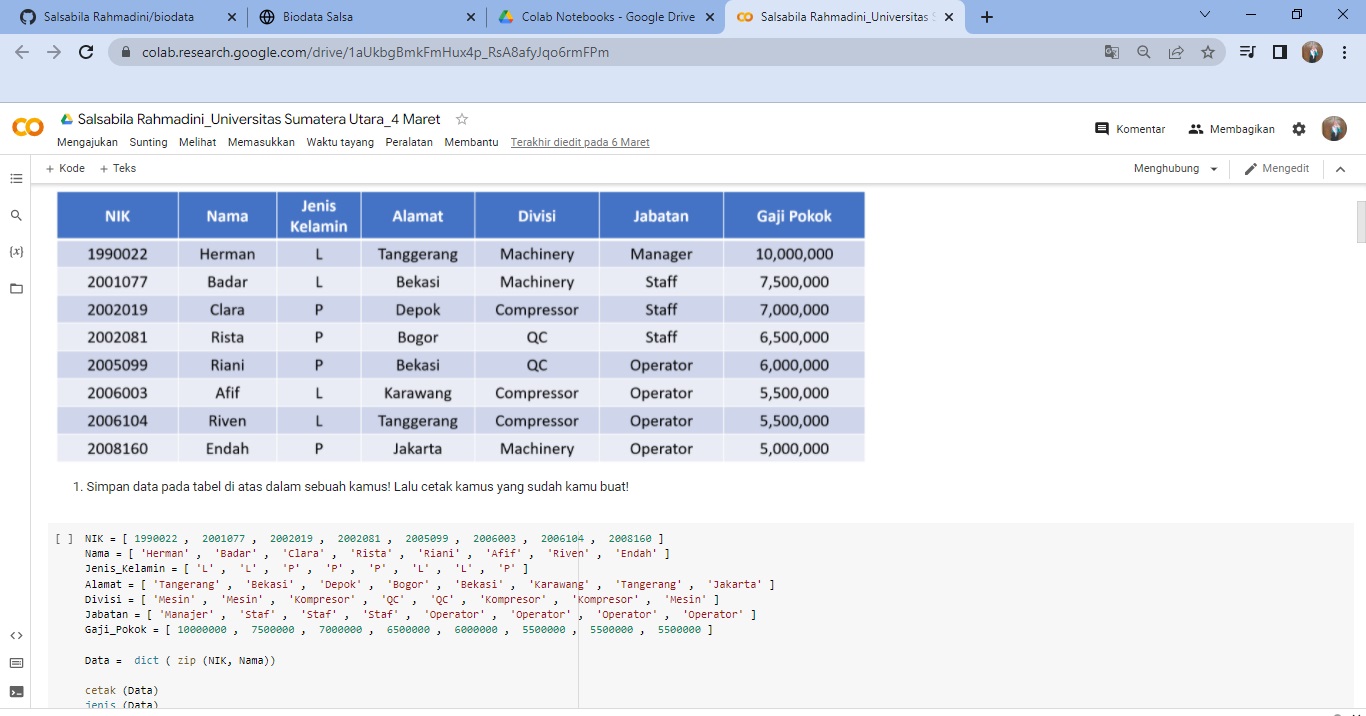 Salsabila Rahmadini/biodata
Biodata Salsa
Colab Notebooks - Google Drive
Salsabila Rahmadini_Universitas S
colab.research.google.com/drive/1aUkbgBmkFmHux4p_RsA8afyJqo6rmFPm
Salsabila Rahmadini_Universitas Sumatera Utara_4 Maret
Mengajukan Sunting Melihat Memasukkan Waktu tayang Peralatan Membantu Terakhir diedit pada 6 Maret
Komentar Membagikan
+ Kode + Teks
Menghubung Mengedit
NIK Nama Jenis Kelamin Alamat Divisi Jabatan Gaji Pokok
1990022 Herman L Tanggerang Machinery Manager 10,000,000
2001077 Badar L Bekasi Machinery Staff 7,500,000
2002019 Clara P Depok Compressor Staff 7,000,000
2002081 Rista P Bogor QC Staff 6,500,000
2005099 Riani P Bekasi QC Operator 6,000,000
2006003 Afif L Karawang Compressor Operator 5,500,000
2006104 Riven L Tanggerang Compressor Operator 5,500,000
2008160 Endah P Jakarta Machinery Operator 5,000,000
1. Simpan data pada tabel di atas dalam sebuah kamus! Lalu cetak kamus yang sudah kamu buat!
[ ] NIK = [ 1990022 , 2001077 , 2002019 , 2002081 , 2005099 , 2006003 , 2006104 , 2008160 ]
Nama = [ 'Herman' , 'Badar' , 'Clara' , 'Rista' , 'Riani' , 'Afif' , 'Riven' , 'Endah' ]
Jenis_Kelamin = [ 'L' , 'L' , 'P' , 'P' , 'P' , 'L' , 'L' , 'P' ]
Alamat = [ 'Tangerang' , 'Bekasi' , 'Depok' , 'Bogor' , 'Bekasi' , 'Karawang' , 'Tangerang' , 'Jakarta' ]
Divisi = [ 'Mesin' , 'Mesin' , 'Kompresor' , 'QC' , 'QC' , 'Kompresor' , 'Kompresor' , 'Mesin' ]
Jabatan = [ 'Manajer' , 'Staf' , 'Staf' , 'Staf' , 'Operator' , 'Operator' , 'Operator' , 'Operator' ]
Gaji_Pokok = [ 10000000 , 7500000 , 7000000 , 6500000 , 6000000 , 5500000 , 5500000 , 5500000 ]
Data = dict ( zip (NIK, Nama))
cetak (Data)
jenis (Data)